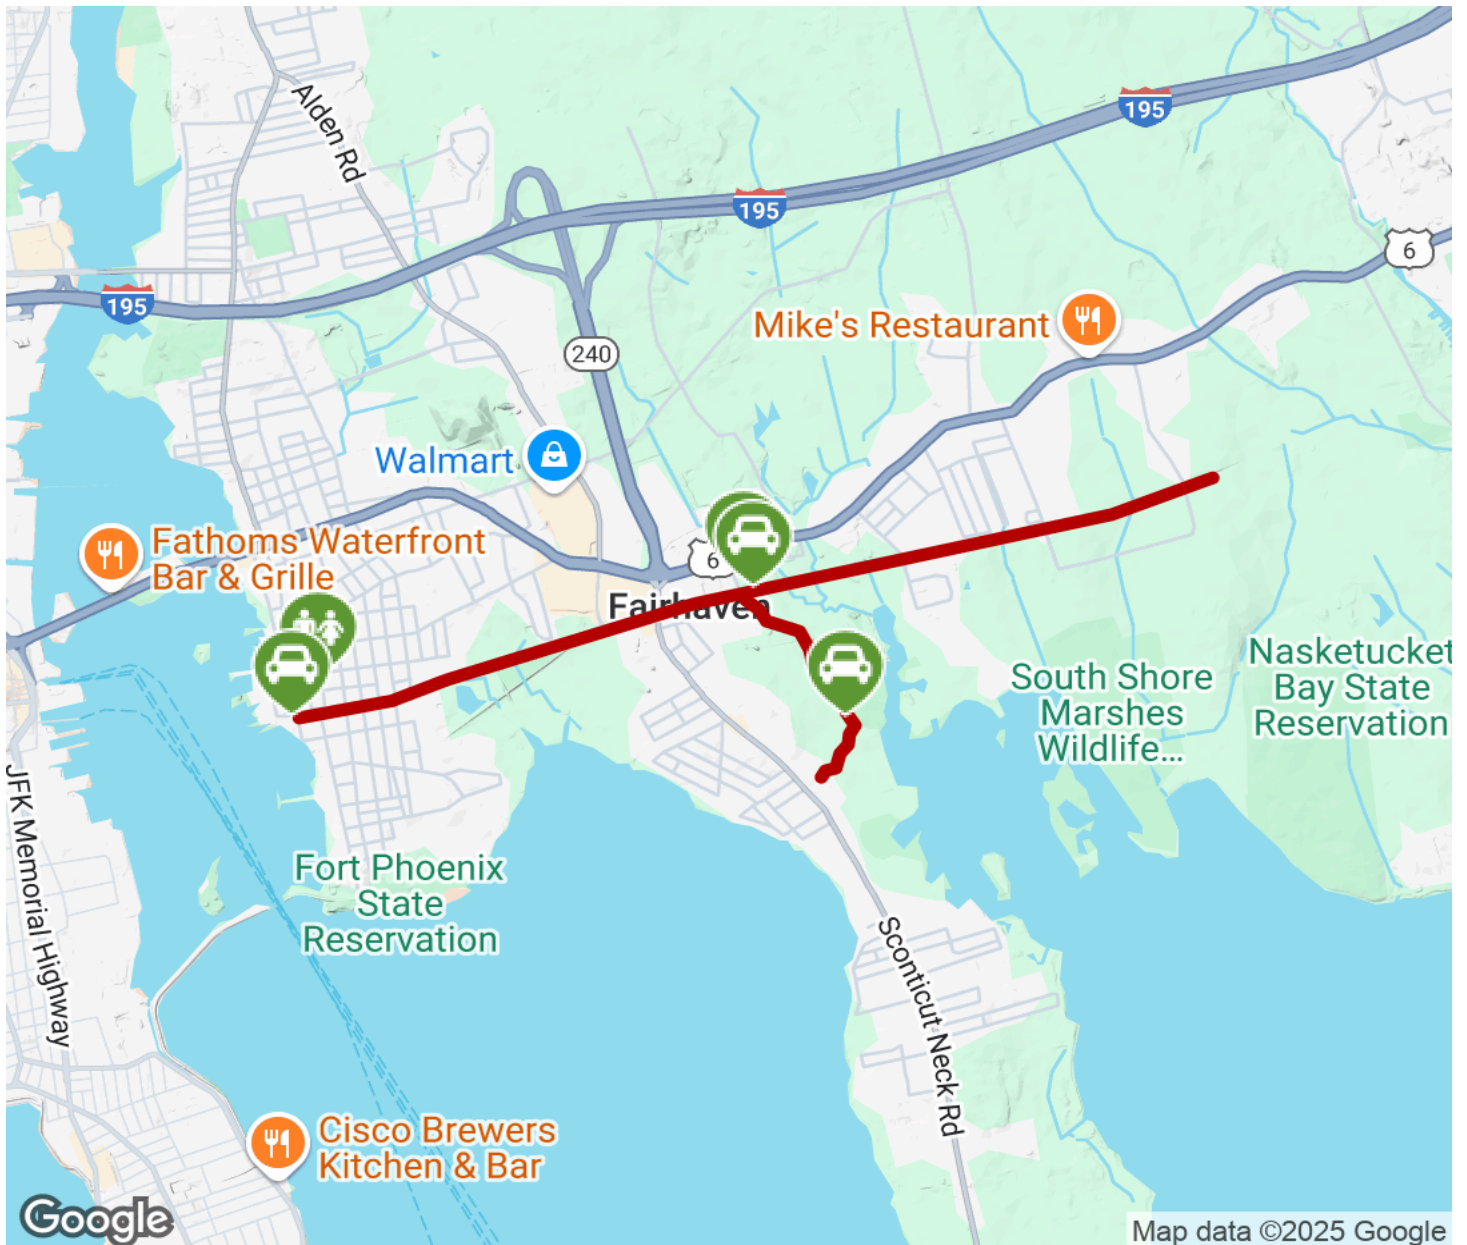 Alden Rd
195
195
195
6
Mike's Restaurant
240
Walmart
Fathoms Waterfront
Bar & Grille
6
Fairhaven
Nasketucket
Bay State
Reservation
South Shore
Marshes
Wildlife...
JFK Memorial Highway
Fort Phoenix
State
Reservation
Sconticut Neck Rd
Cisco Brewers
Kitchen & Bar
Google
Map data ©2025 Google